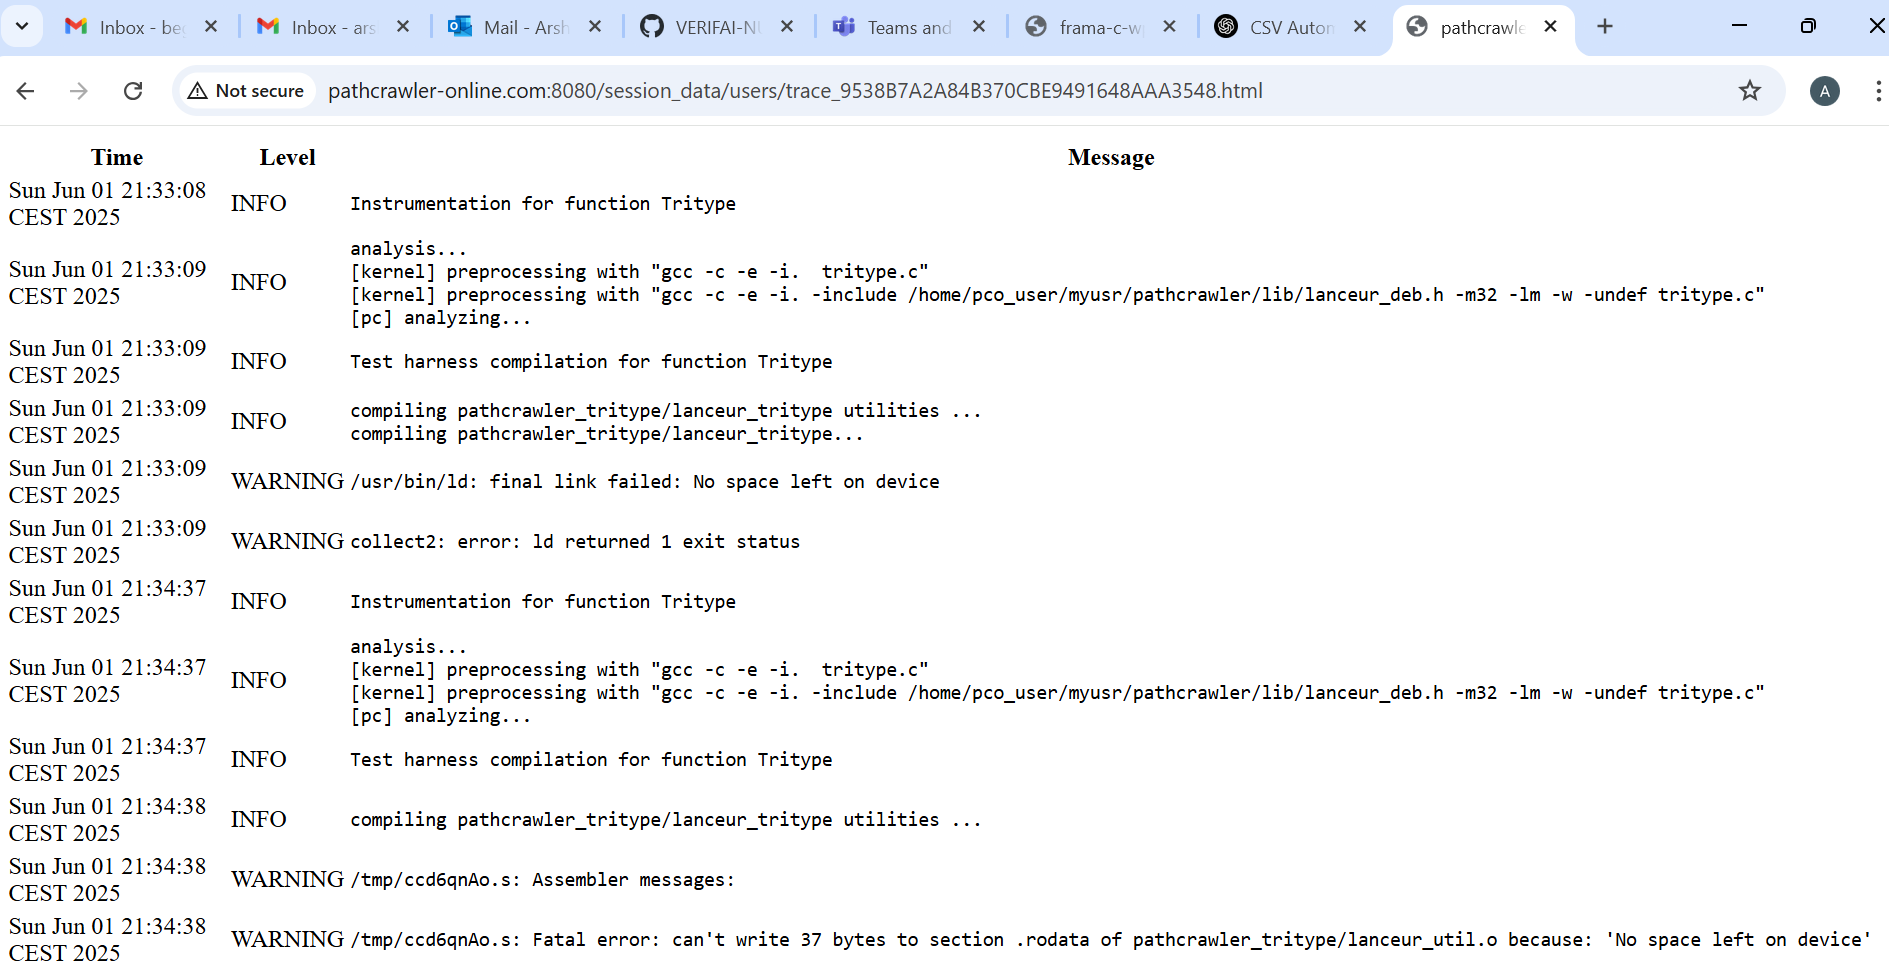 Inbox - be
Inbox - ars
Mail - Arsh
VERIFAI-NU
Teams and
frama-c-wp
CSV Auton
pathcrawle
Not secure
pathcrawler-online.com:8080/session_data/users/trace_9538B7A2A84B370CBE9491648AAA3548.html
A
Time Level Message
Sun Jun 01 21:33:08
CEST 2025
INFO
Instrumentation for function Tritype
Sun Jun 01 21:33:09
CEST 2025
INFO
analysis...
[kernel] preprocessing with "gcc -c -e -i.  tritype.c"
[kernel] preprocessing with "gcc -c -e -i. -include /home/pco_user/myusr/pathcrawler/lib/lanceur_deb.h -m32 -lm -w -undef tritype.c"
[pc] analyzing...
Sun Jun 01 21:33:09
CEST 2025
INFO
Test harness compilation for function Tritype
Sun Jun 01 21:33:09
CEST 2025
INFO
compiling pathcrawler_tritype/lanceur_tritype utilities ...
compiling pathcrawler_tritype/lanceur_tritype...
Sun Jun 01 21:33:09
CEST 2025
WARNING
/usr/bin/ld: final link failed: No space left on device
Sun Jun 01 21:33:09
CEST 2025
WARNING
collect2: error: ld returned 1 exit status
Sun Jun 01 21:34:37
CEST 2025
INFO
Instrumentation for function Tritype
Sun Jun 01 21:34:37
CEST 2025
INFO
analysis...
[kernel] preprocessing with "gcc -c -e -i.  tritype.c"
[kernel] preprocessing with "gcc -c -e -i. -include /home/pco_user/myusr/pathcrawler/lib/lanceur_deb.h -m32 -lm -w -undef tritype.c"
[pc] analyzing...
Sun Jun 01 21:34:37
CEST 2025
INFO
Test harness compilation for function Tritype
Sun Jun 01 21:34:38
CEST 2025
INFO
compiling pathcrawler_tritype/lanceur_tritype utilities ...
Sun Jun 01 21:34:38
CEST 2025
WARNING
/tmp/ccd6qnAo.s: Assembler messages:
Sun Jun 01 21:34:38
CEST 2025
WARNING
/tmp/ccd6qnAo.s: Fatal error: can't write 37 bytes to section .rodata of pathcrawler_tritype/lanceur_util.o because: 'No space left on device'